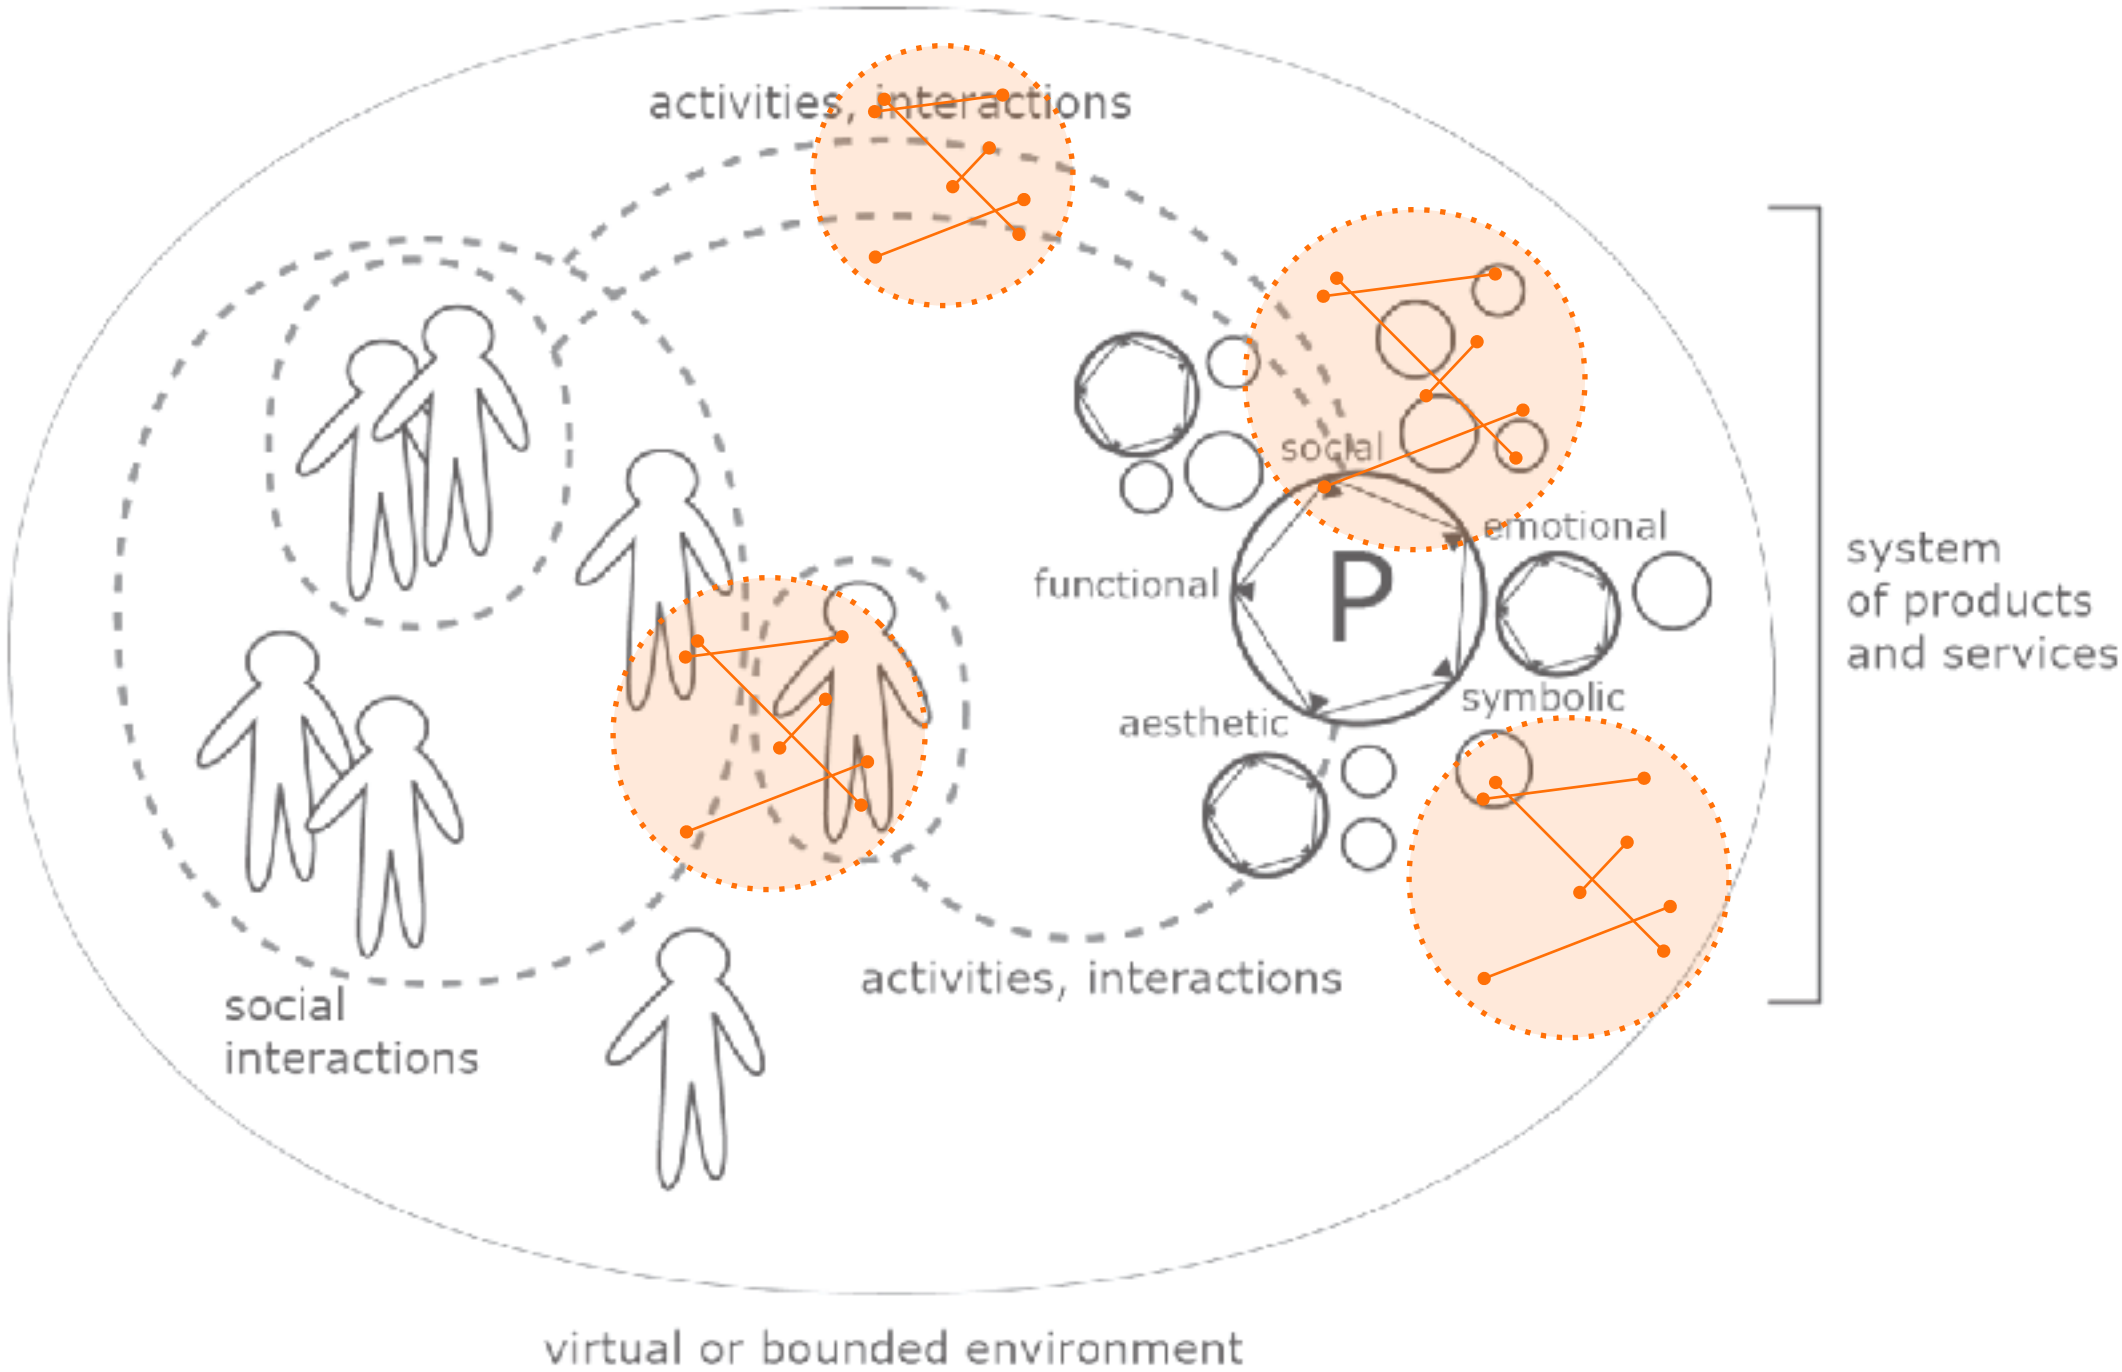 activities, interactions
social
emotional
functional
P
system
of products
and services
symbolic
aesthetic
activities, interactions
social
interactions
virtual or bounded environment